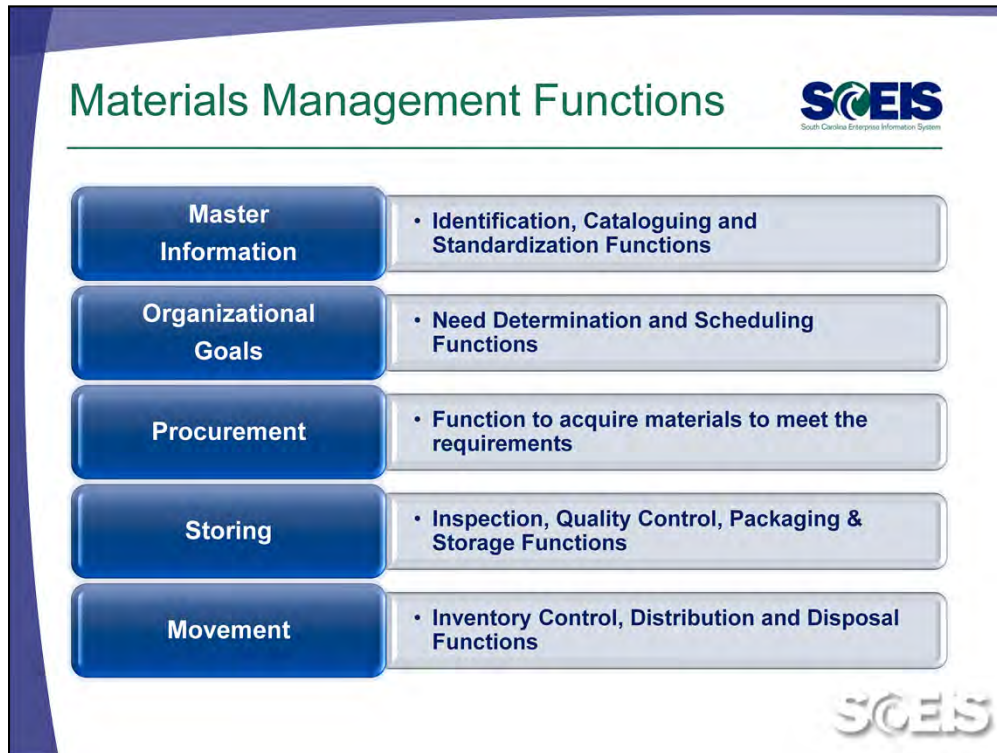 Materials Management Functions
SCEIS
South Carolina Enterprise Information System
Master
Information
• Identification, Cataloguing and
Standardization Functions
Organizational
Goals
• Need Determination and Scheduling
Functions
Procurement
• Function to acquire materials to meet the
requirements
Storing
• Inspection, Quality Control, Packaging &
Storage Functions
Movement
• Inventory Control, Distribution and Disposal
Functions
SCEIS